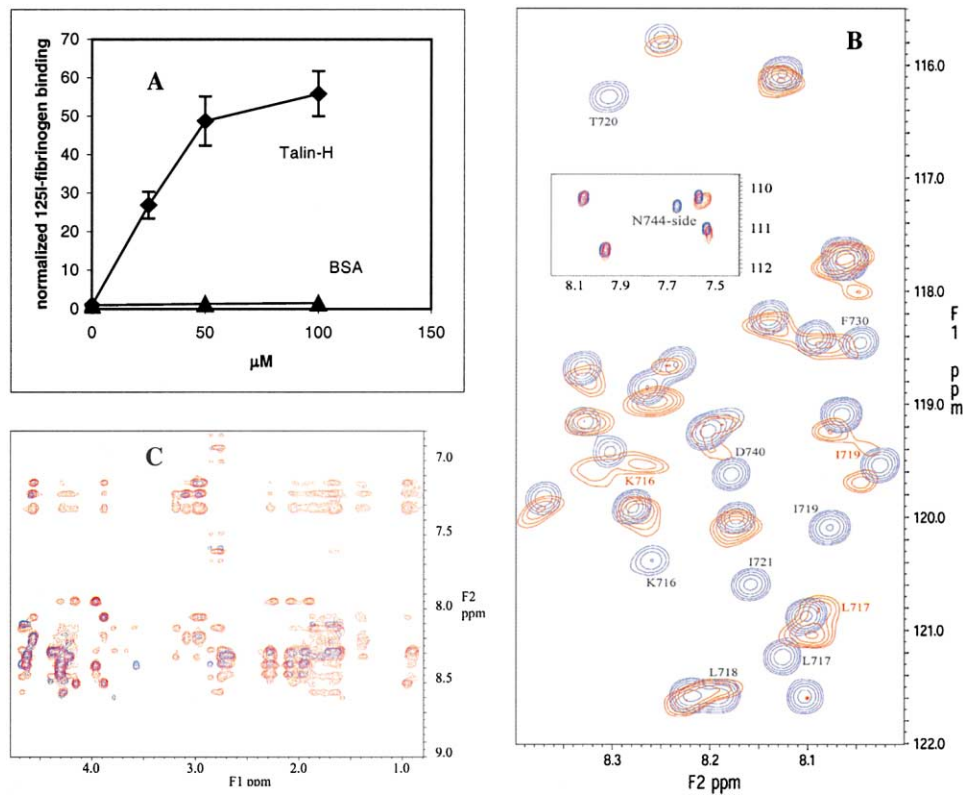 A
normalized 125I-fibrinogen binding
70
60
50
40
30
20
10
0
Talin-H
BSA
0 50 100 150
µM
B
T720
N744-side
110
111
112
8.1 7.9 7.7 7.5
F730
D740
K716
I719
I719
I721
K716
L717
L717
L718
116.0
117.0
118.0
119.0
120.0
121.0
122.0
F1 ppm
8.3 8.2 8.1
F2 ppm
C
7.0
7.5
8.0
8.5
9.0
F2
ppm
4.0 3.0 2.0 1.0
F1 ppm